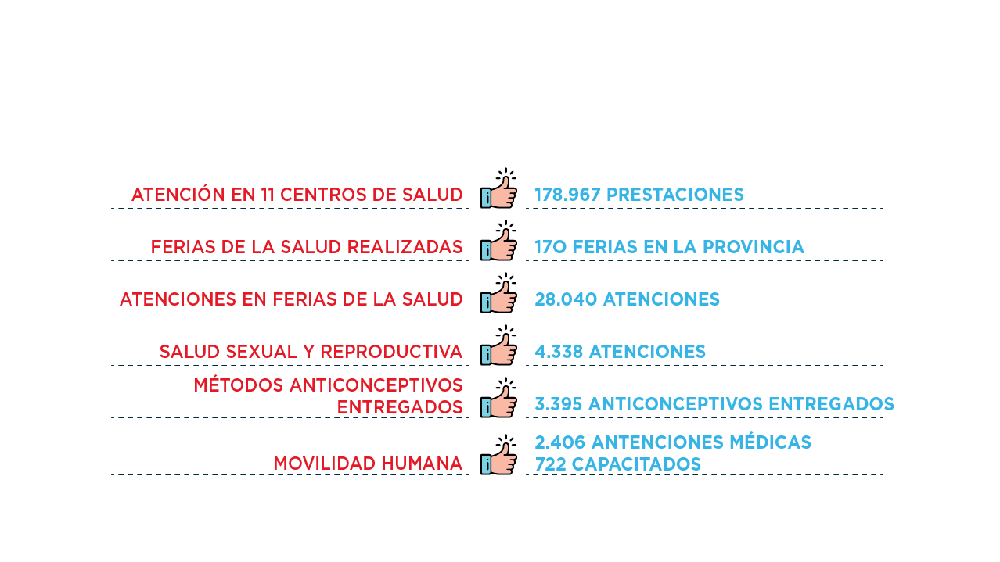 ATENCIÓN EN 11 CENTROS DE SALUD
178.967 PRESTACIONES
FERIAS DE LA SALUD REALIZADAS
17O FERIAS EN LA PROVINCIA
ATENCIONES EN FERIAS DE LA SALUD
28.040 ATENCIONES
SALUD SEXUAL Y REPRODUCTIVA
4.338 ATENCIONES
MÉTODOS ANTICONCEPTIVOS
ENTREGADOS
3.395 ANTICONCEPTIVOS ENTREGADOS
MOVILIDAD HUMANA
2.406 ANTENCIONES MÉDICAS
722 CAPACITADOS